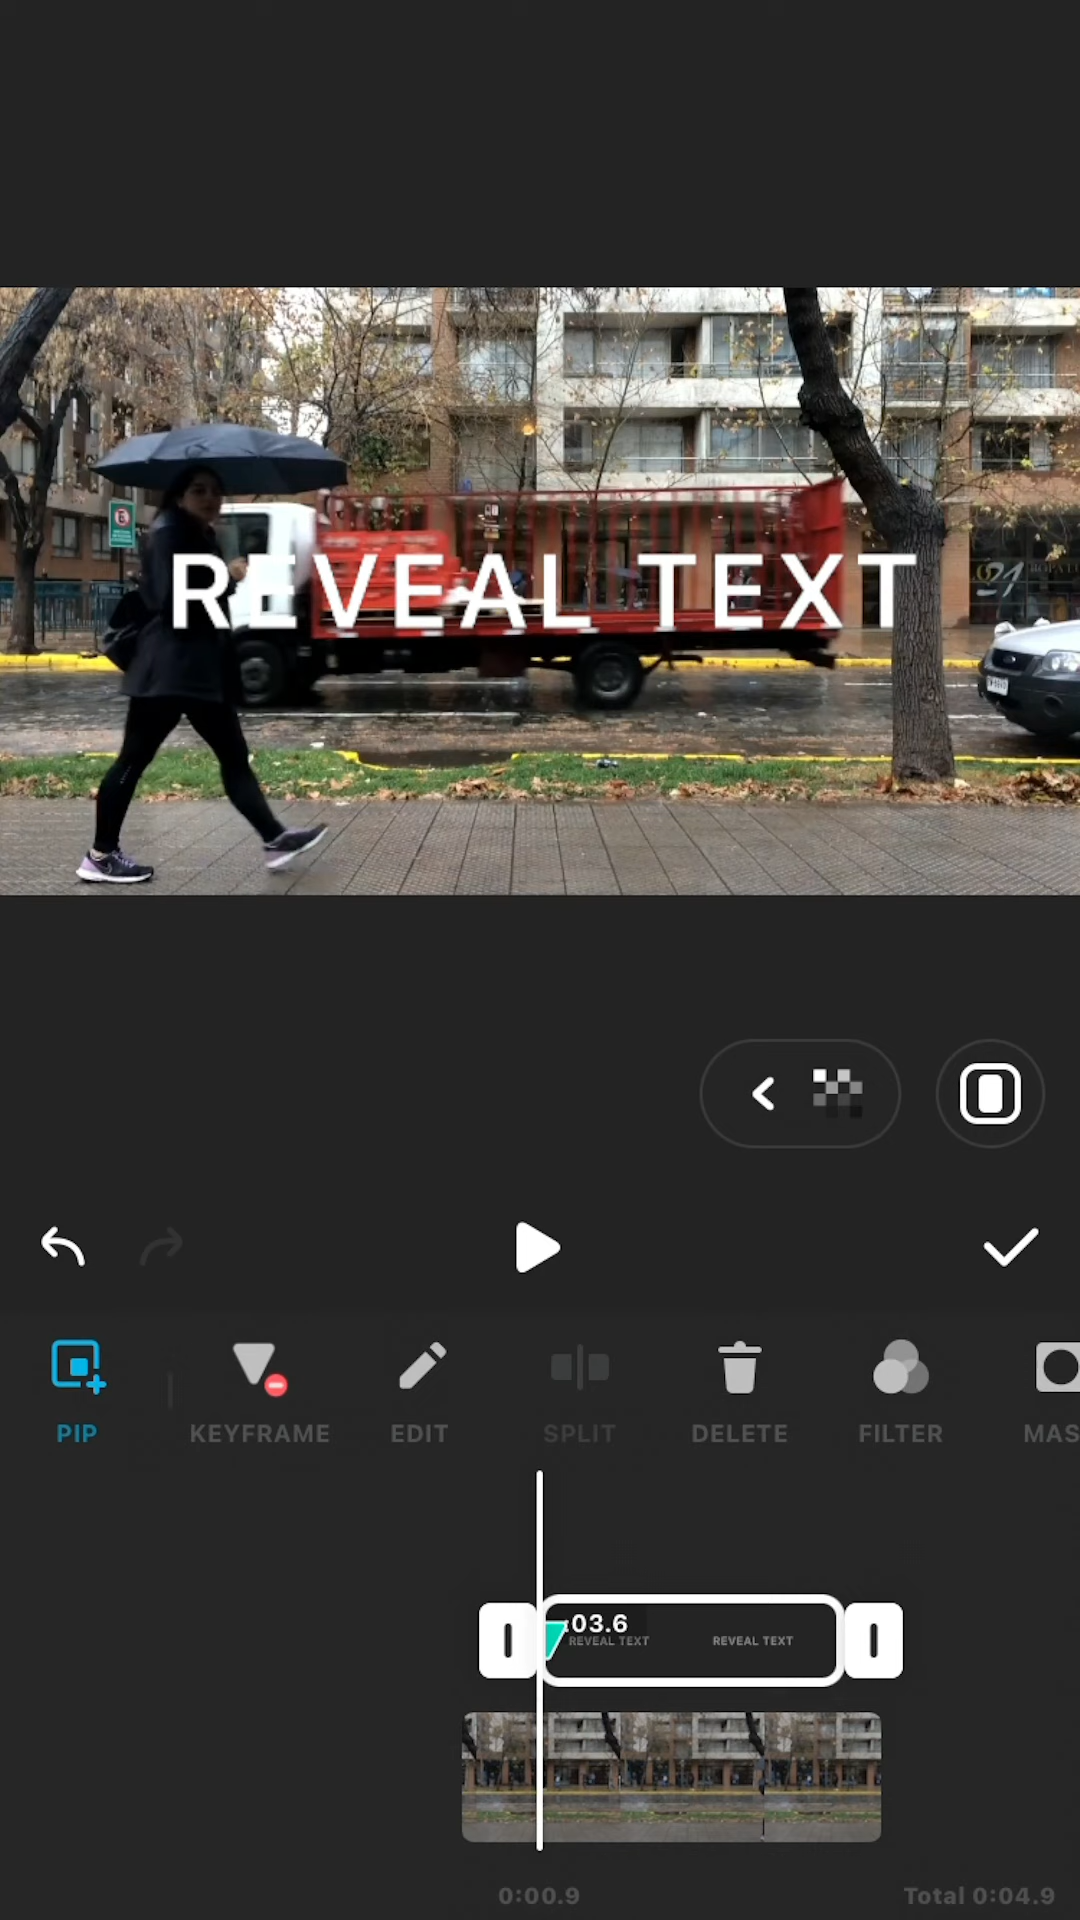 REVEAL TEXT
21
PIP
KEYFRAME
EDIT
SPLIT
DELETE
FILTER
MAS
:03.6
REVEAL TEXT
REVEAL TEXT
0:00.9
Total 0:04.9